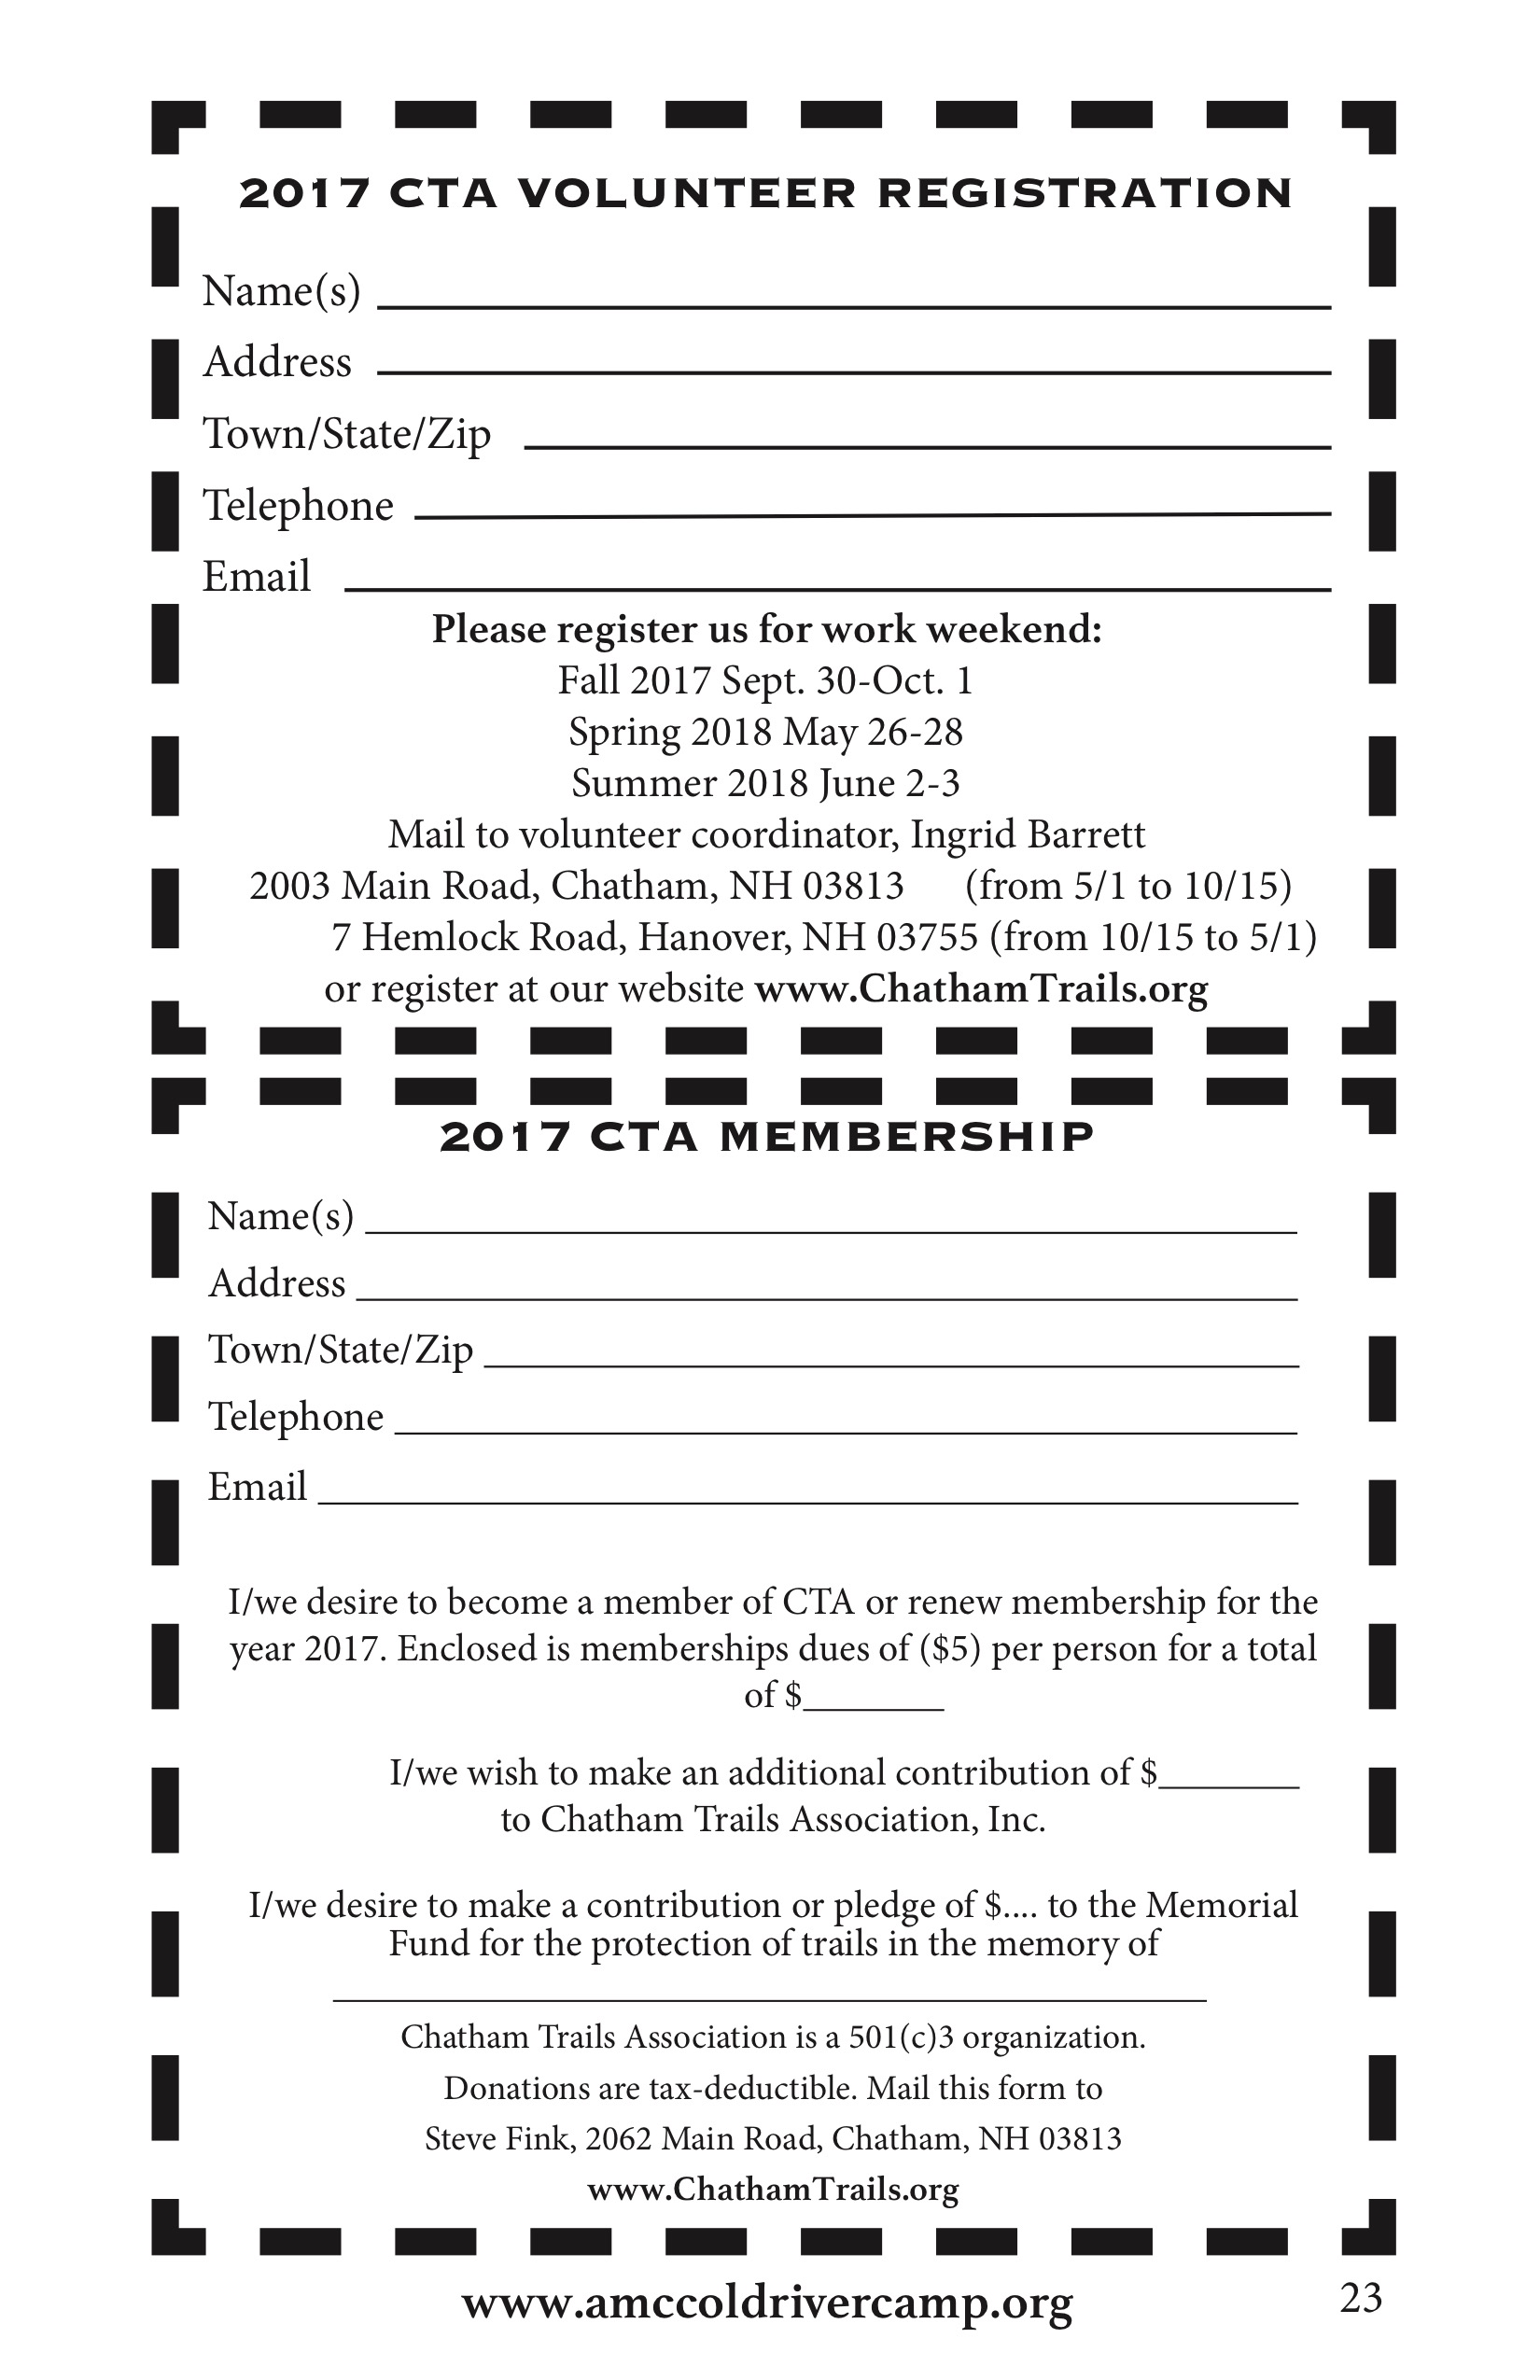 2017 CTA VOLUNTEER REGISTRATION
Name(s)
Address
Town/State/Zip
Telephone
Email
Please register us for work weekend:
Fall 2017 Sept. 30-Oct. 1
Spring 2018 May 26-28
Summer 2018 June 2-3
Mail to volunteer coordinator, Ingrid Barrett
2003 Main Road, Chatham, NH 03813 (from 5/1 to 10/15)
7 Hemlock Road, Hanover, NH 03755 (from 10/15 to 5/1)
or register at our website www.ChathamTrails.org
2017 CTA MEMBERSHIP
Name(s)
Address
Town/State/Zip
Telephone
Email
I/we desire to become a member of CTA or renew membership for the
year 2017. Enclosed is memberships dues of ($5) per person for a total
of $_______
I/we wish to make an additional contribution of $_______
to Chatham Trails Association, Inc.
I/we desire to make a contribution or pledge of $.... to the Memorial
Fund for the protection of trails in the memory of
Chatham Trails Association is a 501(c)3 organization.
Donations are tax-deductible. Mail this form to
Steve Fink, 2062 Main Road, Chatham, NH 03813
www.ChathamTrails.org
www.amccoldrivercamp.org 23